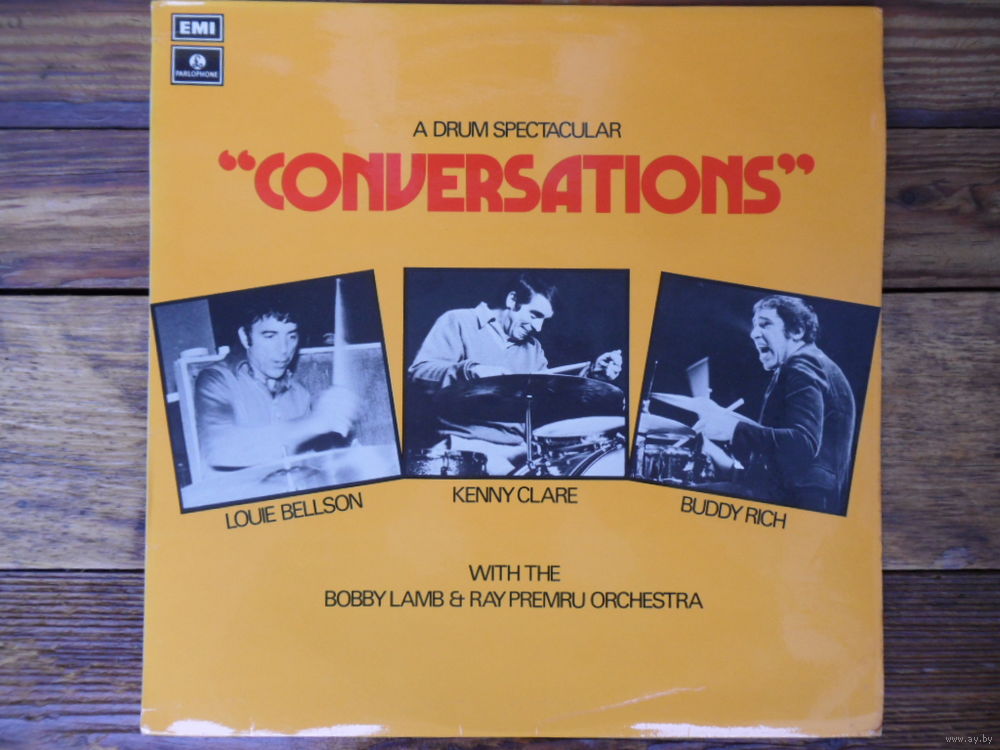 EMI
PARLOPHONE
A DRUM SPECTACULAR
“CONVERSATIONS”
LOUIE BELLSON
KENNY CLARE
BUDDY RICH
WITH THE
BOBBY LAMB & RAY PREMRU ORCHESTRA
www.ay.by